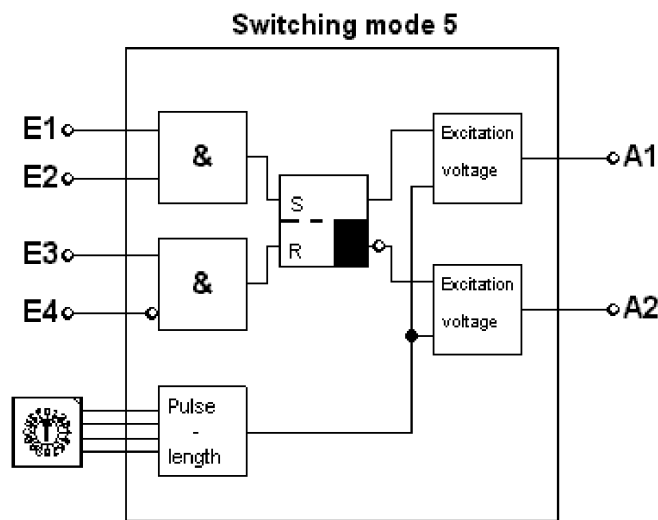 Switching mode 5
E1
E2
&
S
R
Excitation
voltage
A1
E3
E4
&
Excitation
voltage
A2
Pulse
-
length